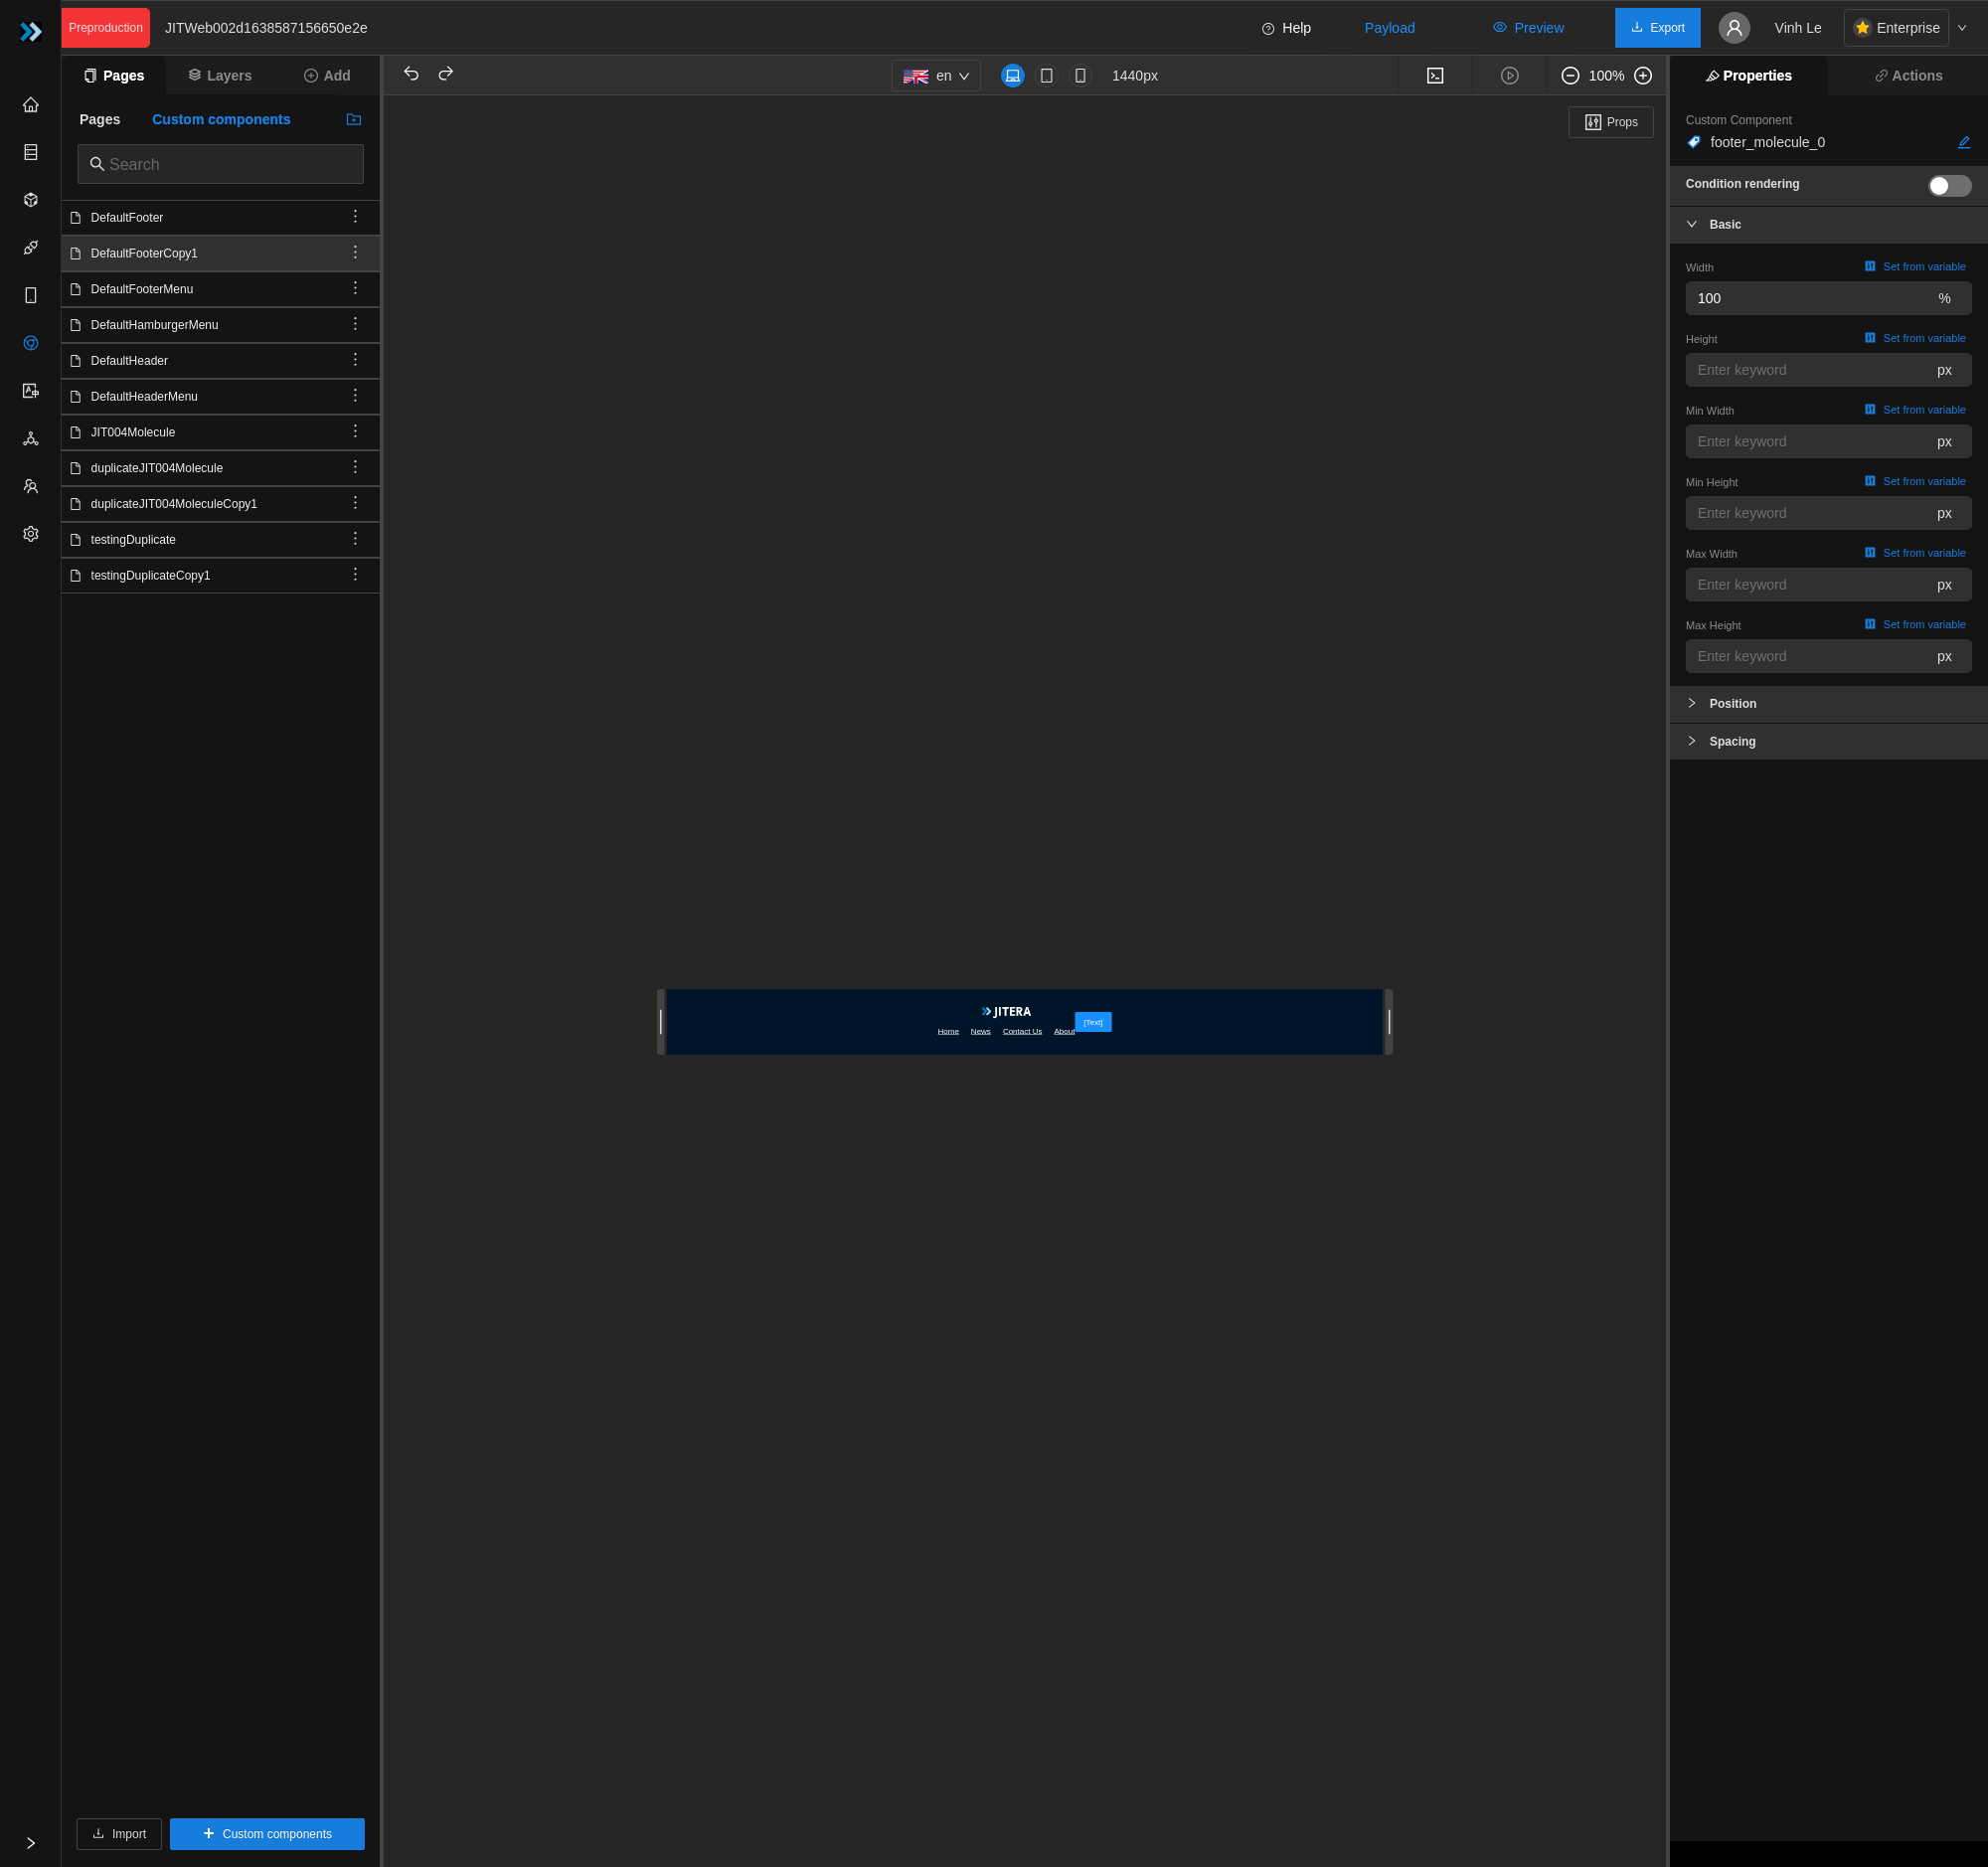 Preproduction JITWeb002d1638587156650e2e Help Payload Preview Export Vinh Le Enterprise
Pages Layers Add
en 1440px 100%
Properties Actions
Pages Custom components
Search
DefaultFooter
DefaultFooterCopy1
DefaultFooterMenu
DefaultHamburgerMenu
DefaultHeader
DefaultHeaderMenu
JIT004Molecule
duplicateJIT004Molecule
duplicateJIT004MoleculeCopy1
testingDuplicate
testingDuplicateCopy1
Import Custom components
Props
JITERA
Home News Contact Us About
[Text]
Custom Component
footer_molecule_0
Condition rendering
Basic
Width Set from variable
100 %
Height Set from variable
Enter keyword px
Min Width Set from variable
Enter keyword px
Min Height Set from variable
Enter keyword px
Max Width Set from variable
Enter keyword px
Max Height Set from variable
Enter keyword px
Position
Spacing